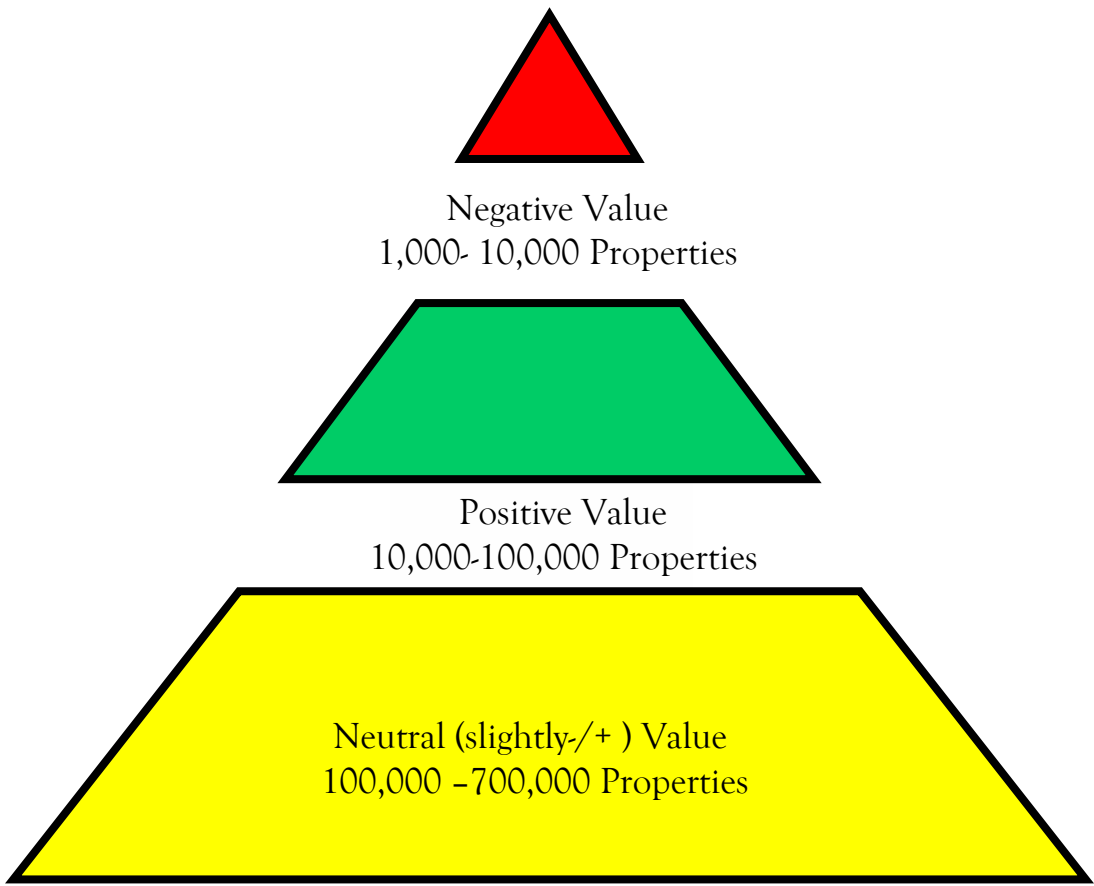 Negative Value
1,000- 10,000 Properties
Positive Value
10,000-100,000 Properties
Neutral (slightly-/+ ) Value
100,000 –700,000 Properties